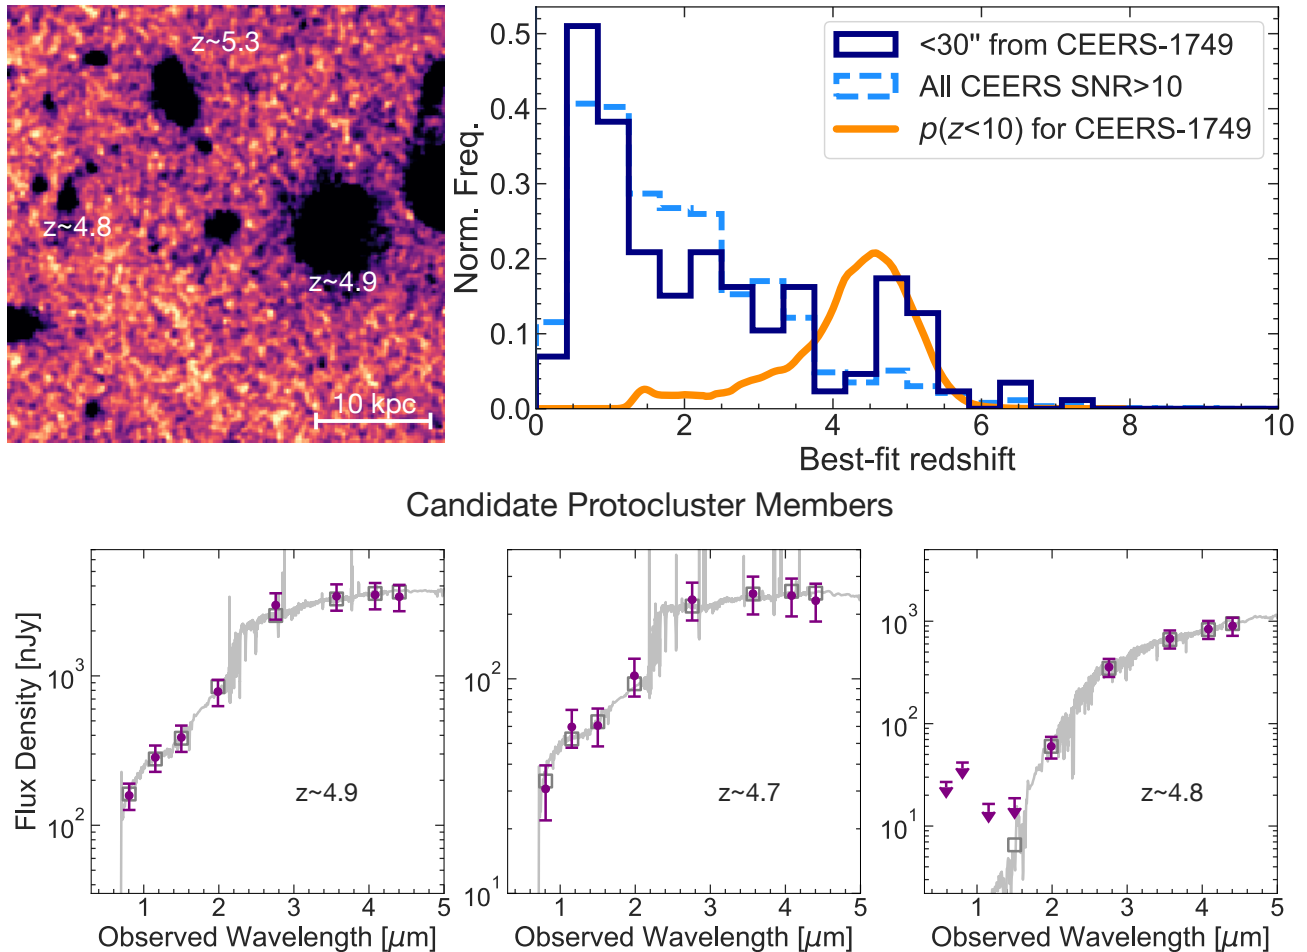 z~5.3
z~4.8
z~4.9
10 kpc
Norm. Freq.
0.5
0.4
0.3
0.2
0.1
0.0
<30" from CEERS-1749
All CEERS SNR>10
p(z<10) for CEERS-1749
0 2 4 6 8 10
Best-fit redshift
Candidate Protocluster Members
Flux Density [nJy]
10³
10²
z~4.9
1 2 3 4 5
Observed Wavelength [μm]
10²
10¹
z~4.7
1 2 3 4 5
Observed Wavelength [μm]
10³
10²
10¹
z~4.8
1 2 3 4 5
Observed Wavelength [μm]